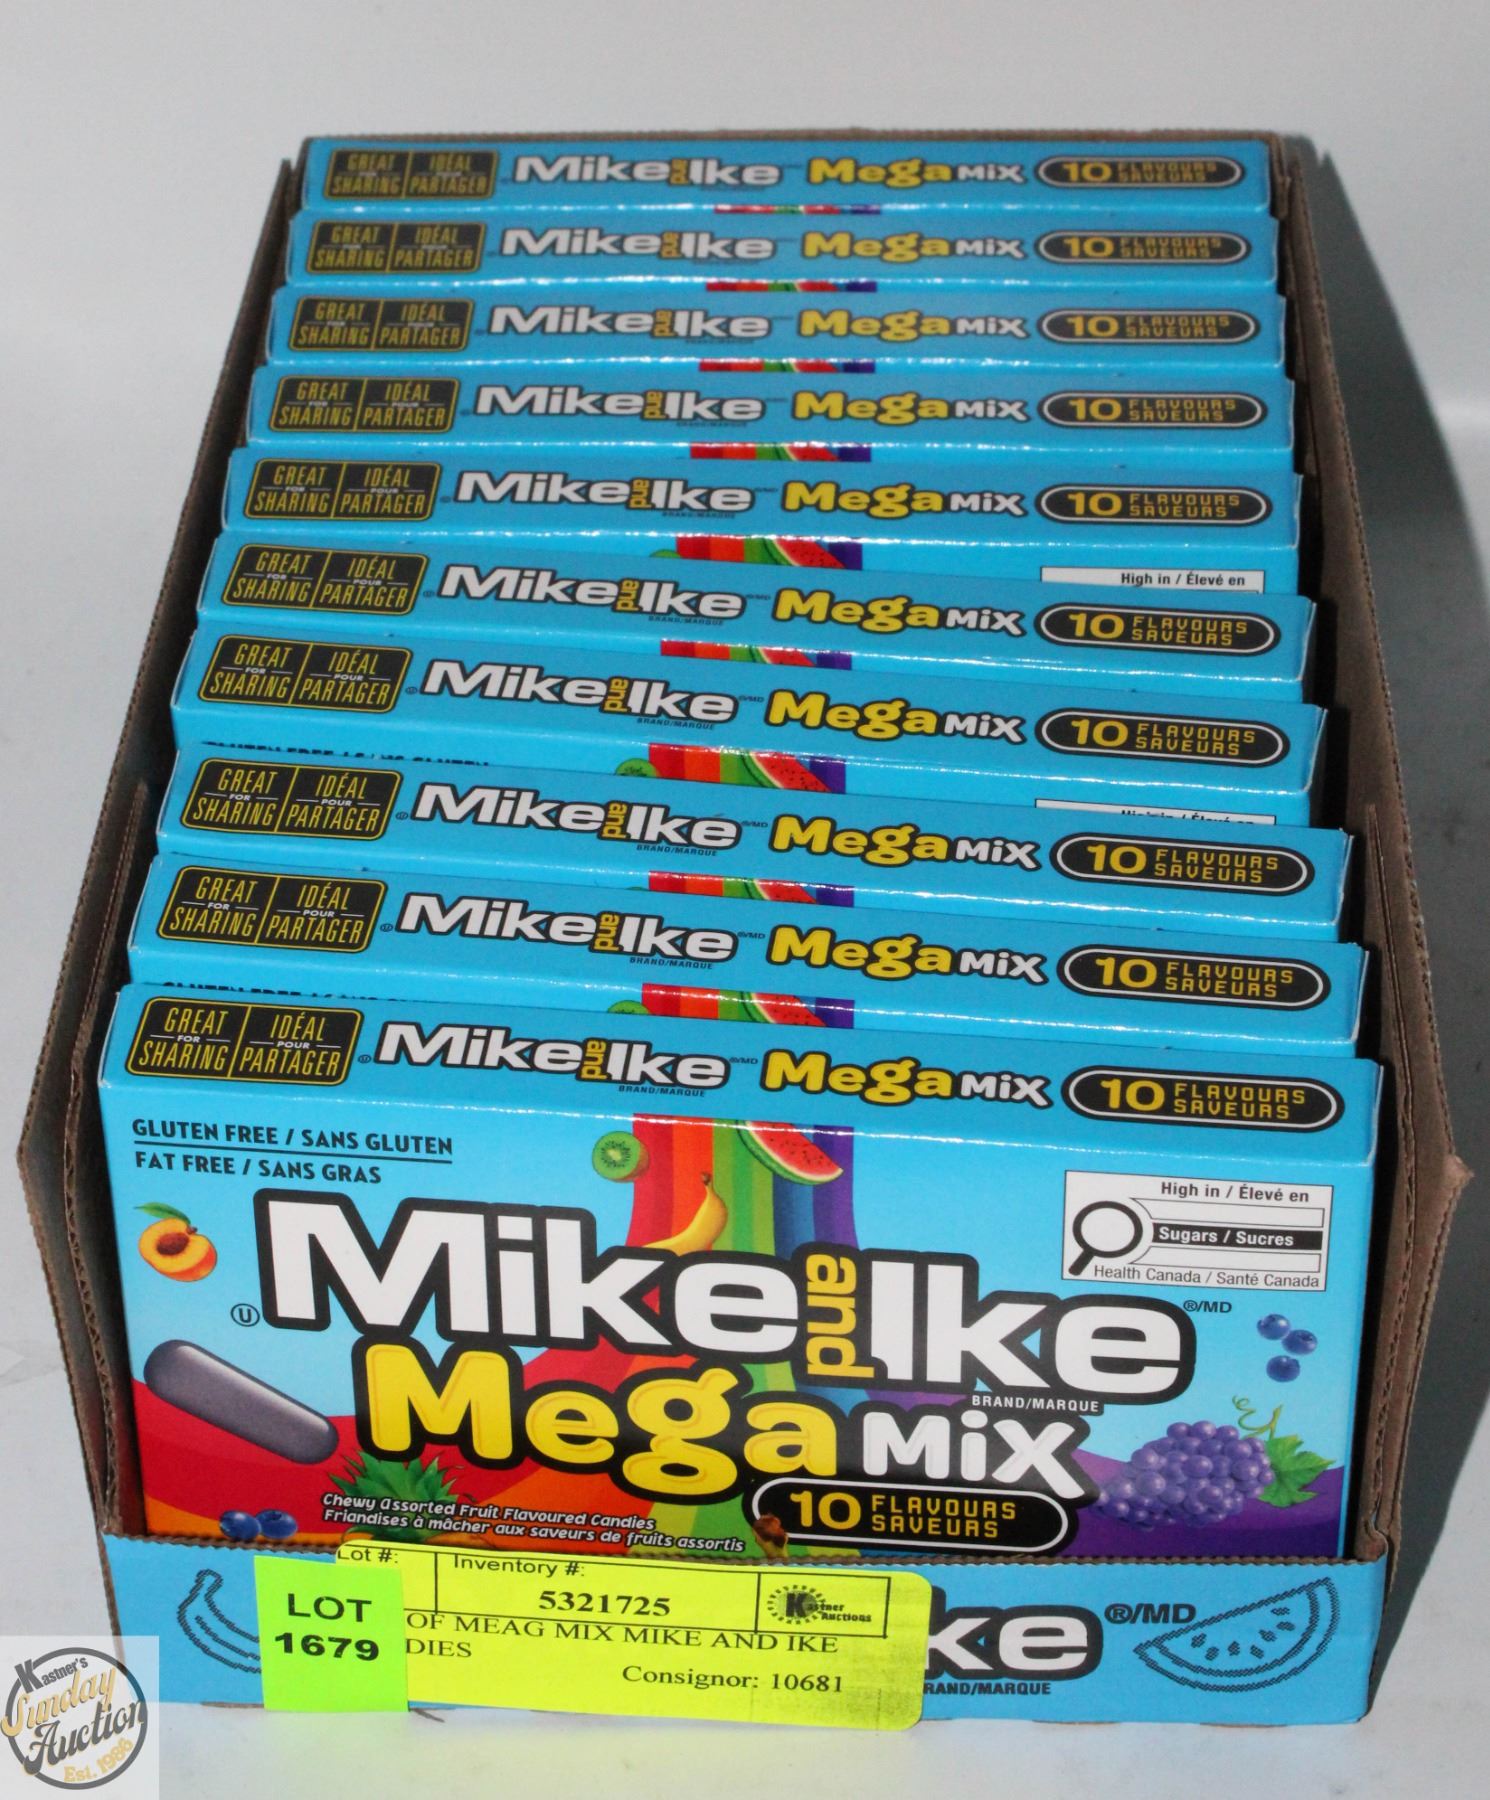 GREAT FOR SHARING IDÉAL POUR PARTAGER Mike and Ike Mega MIX 10 FLAVOURS SAVEURS
GREAT FOR SHARING IDÉAL POUR PARTAGER Mike and Ike Mega MIX 10 FLAVOURS SAVEURS
GREAT FOR SHARING IDÉAL POUR PARTAGER Mike and Ike Mega MIX 10 FLAVOURS SAVEURS
GREAT FOR SHARING IDÉAL POUR PARTAGER Mike and Ike Mega MIX 10 FLAVOURS SAVEURS
GREAT FOR SHARING IDÉAL POUR PARTAGER Mike and Ike Mega MIX 10 FLAVOURS SAVEURS
High in / Élevé en
GREAT FOR SHARING IDÉAL POUR PARTAGER Mike and Ike BRAND/MARQUE Mega MIX 10 FLAVOURS SAVEURS
GREAT FOR SHARING IDÉAL POUR PARTAGER Mike and Ike ®/MD BRAND/MARQUE Mega MIX 10 FLAVOURS SAVEURS
GREAT FOR SHARING IDÉAL POUR PARTAGER Mike and Ike ®/MD BRAND/MARQUE Mega MIX 10 FLAVOURS SAVEURS
GREAT FOR SHARING IDÉAL POUR PARTAGER Mike and Ike ®/MD BRAND/MARQUE Mega MIX 10 FLAVOURS SAVEURS
GREAT FOR SHARING IDÉAL POUR PARTAGER Mike and Ike ®/MD BRAND/MARQUE Mega MIX 10 FLAVOURS SAVEURS
GLUTEN FREE / SANS GLUTEN
FAT FREE / SANS GRAS
High in / Élevé en
Sugars / Sucres
Health Canada / Santé Canada
U Mike and Ike ®/MD
BRAND/MARQUE
Mega MIX
10 FLAVOURS SAVEURS
Chewy Assorted Fruit Flavoured Candies
Friandises à mâcher aux saveurs de fruits assortis
Lot #: Inventory #:
5321725
Kastner Auctions
LOT
1679
OF MEAG MIX MIKE AND IKE
DIES
Consignor: 10681
ke ®/MD
RAND/MARQUE
Kastner's
Sunday
Auction
Est. 1986